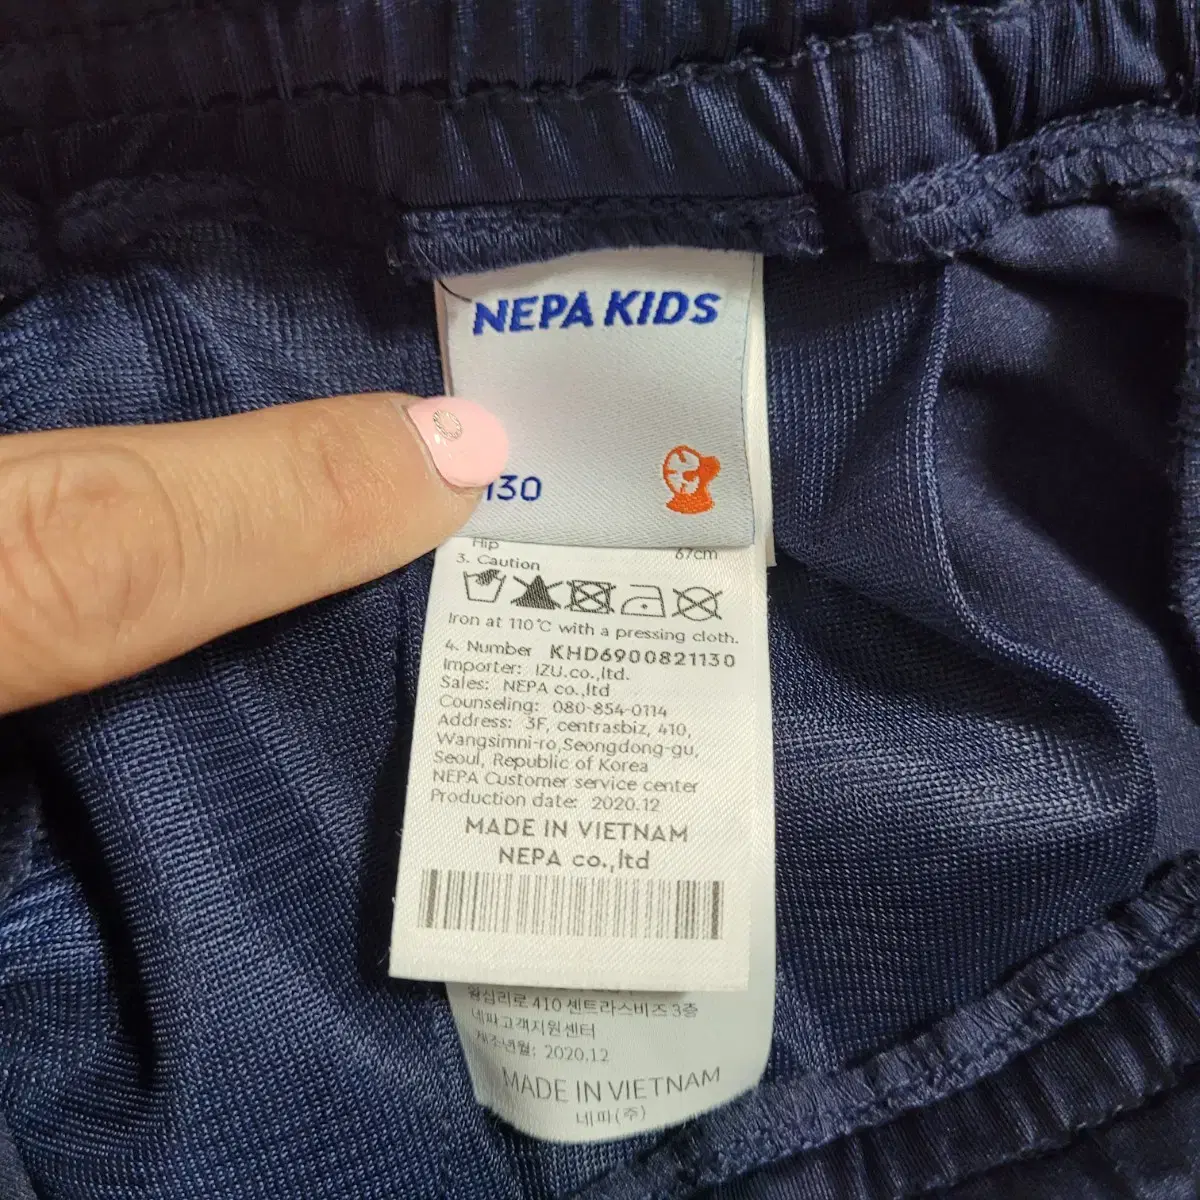 NEPA KIDS
130
Hip 67cm
3. Caution
Iron at 110℃ with a pressing cloth.
4. Number KHD6900821130
Importer: IZU.co.,ltd.
Sales: NEPA co.,ltd
Counseling: 080-854-0114
Address: 3F, centrasbiz, 410,
Wangsimni-ro,Seongdong-gu,
Seoul, Republic of Korea
NEPA Customer service center
Production date: 2020.12
MADE IN VIETNAM
NEPA co.,ltd
왕십리로 410 센트라스비즈 3층
네파고객지원센터
제조년월: 2020.12
MADE IN VIETNAM
네파(주)